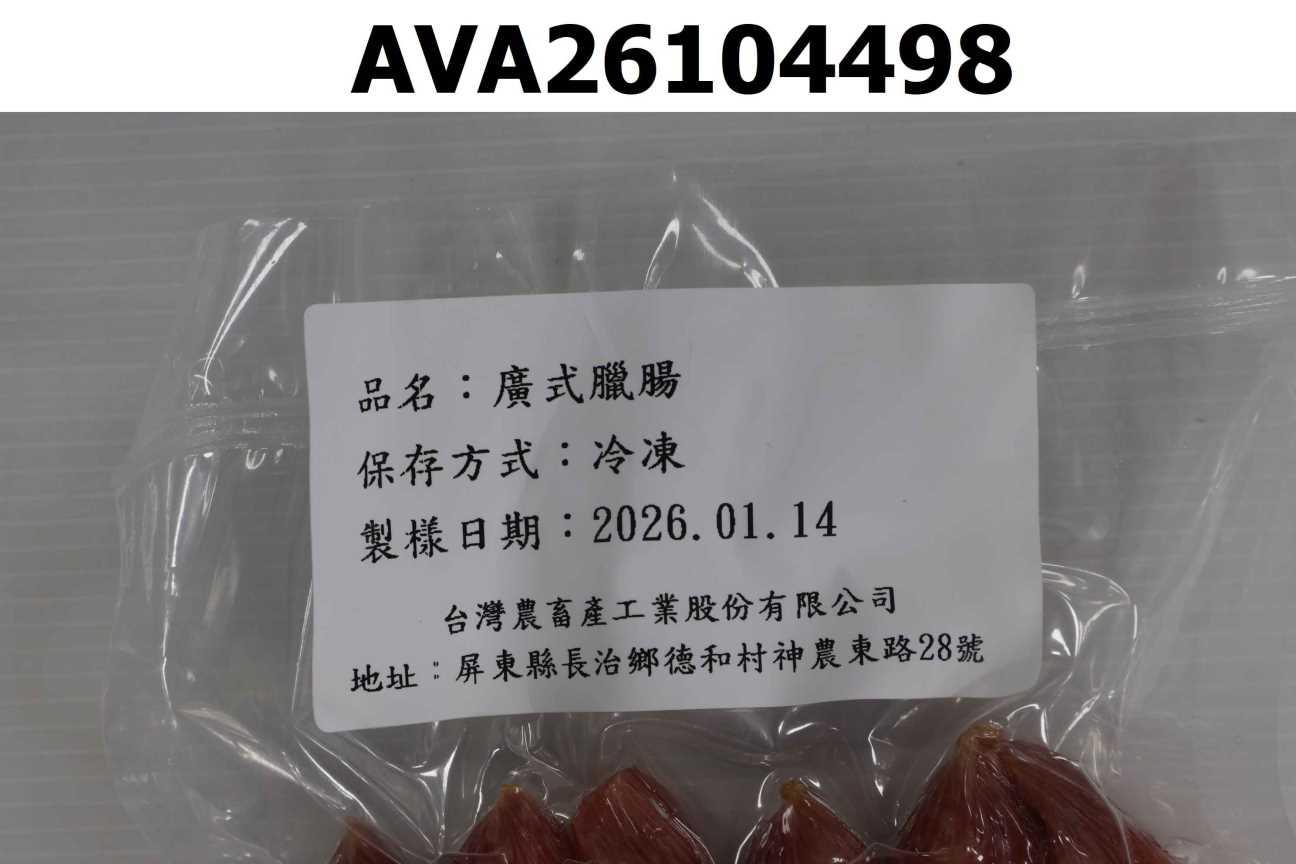 AVA26104498
品名：廣式臘腸
保存方式：冷凍
製樣日期：2026.01.14
台灣農畜產工業股份有限公司
地址：屏東縣長治鄉德和村神農東路28號